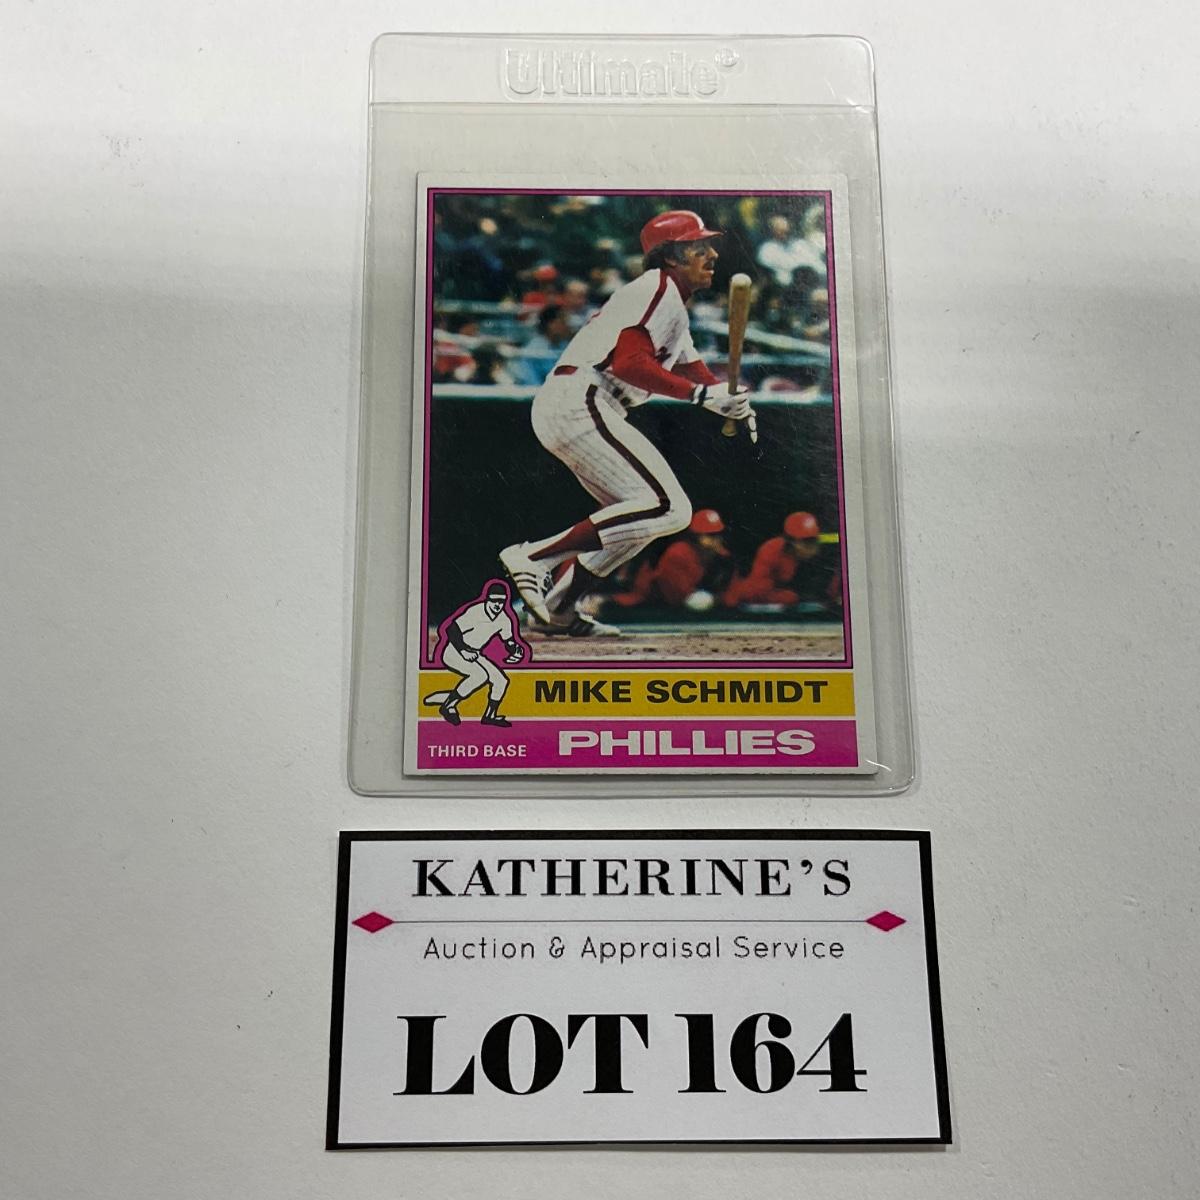 Ultimate®
MIKE SCHMIDT
THIRD BASE PHILLIES
KATHERINE'S
Auction & Appraisal Service
LOT 164